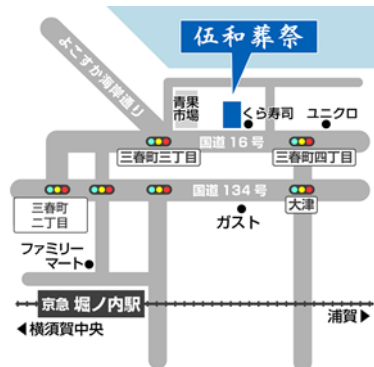 伍和葬祭
よこすか海岸通り
青果
市場
くら寿司
ユニクロ
国道16号
三春町三丁目
三春町四丁目
国道134号
三春町
二丁目
大津
ガスト
ファミリー
マート
京急 堀ノ内駅
浦賀▶
◀横須賀中央